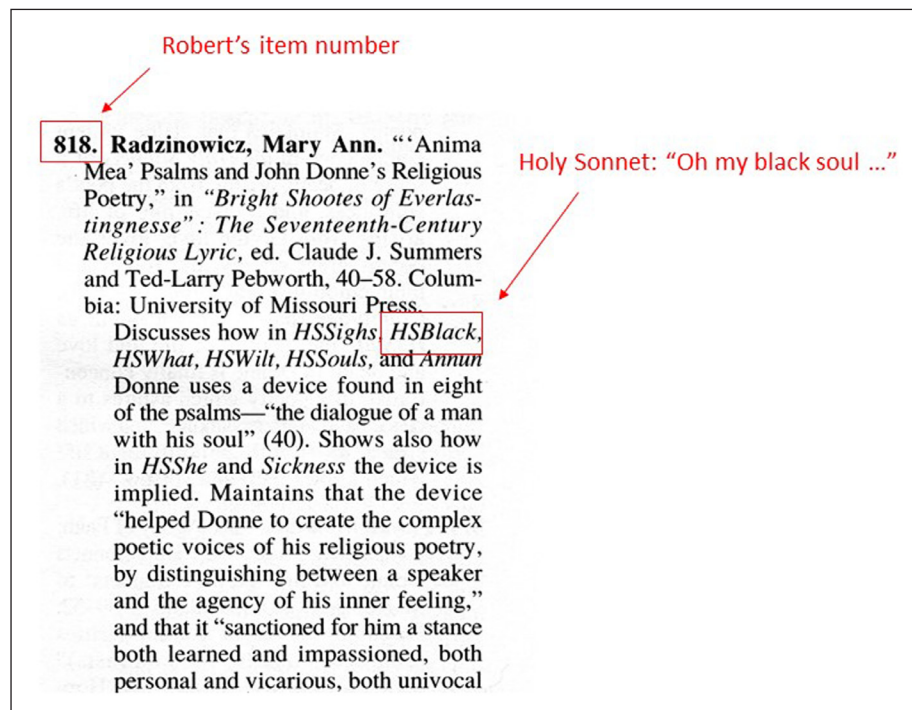 Robert’s item number
818. Radzinowicz, Mary Ann. “‘Anima
Mea’ Psalms and John Donne’s Religious
Poetry,” in “Bright Shootes of Everlas-
tingnesse”: The Seventeenth-Century
Religious Lyric, ed. Claude J. Summers
and Ted-Larry Pebworth, 40–58. Colum-
bia: University of Missouri Press.
Holy Sonnet: “Oh my black soul ...”
Discusses how in HSSighs, HSBlack,
HSWhat, HSWilt, HSSouls, and Annun
Donne uses a device found in eight
of the psalms—“the dialogue of a man
with his soul” (40). Shows also how
in HSShe and Sickness the device is
implied. Maintains that the device
“helped Donne to create the complex
poetic voices of his religious poetry,
by distinguishing between a speaker
and the agency of his inner feeling,”
and that it “sanctioned for him a stance
both learned and impassioned, both
personal and vicarious, both univocal